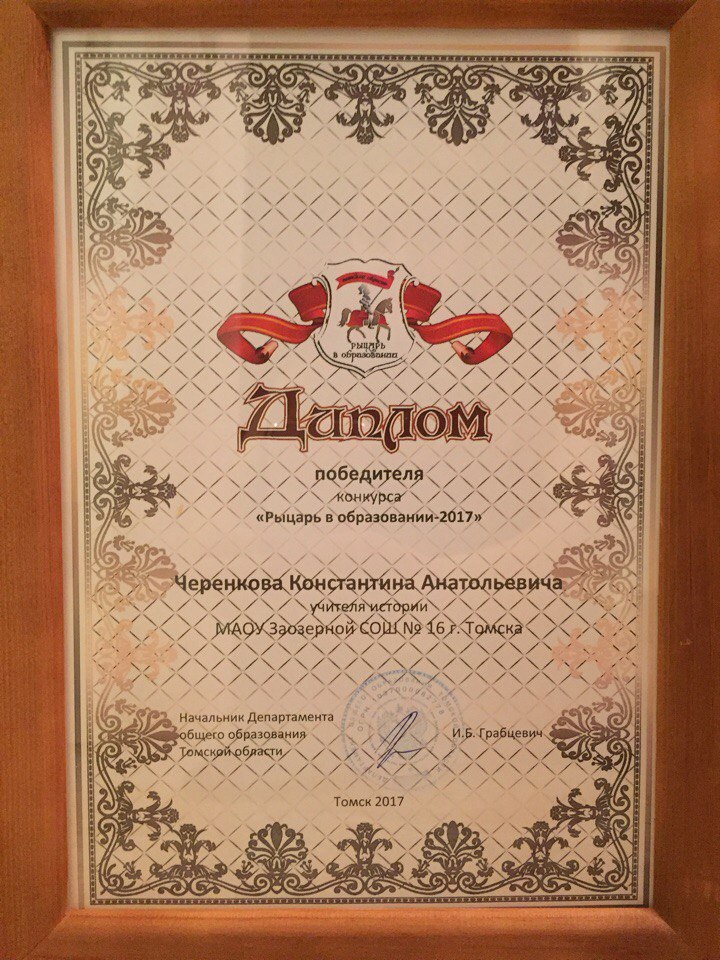 РЫЦАРЬ
в образовании
Диплом
победителя
конкурса
«Рыцарь в образовании-2017»
Черенкова Константина Анатольевича
учителя истории
МАОУ Заозерной СОШ № 16 г. Томска
Начальник Департамента
общего образования
Томской области
И.Б. Грабцевич
Томск 2017